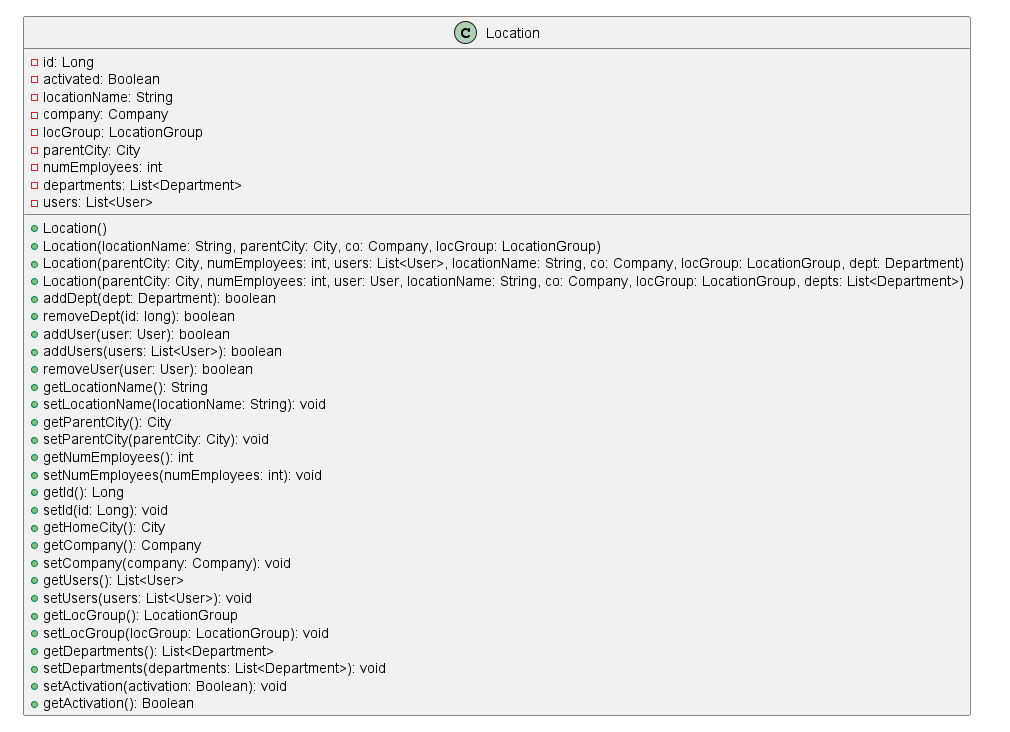 C Location
id: Long
activated: Boolean
locationName: String
company: Company
locGroup: LocationGroup
parentCity: City
numEmployees: int
departments: List<Department>
users: List<User>
Location()
Location(locationName: String, parentCity: City, co: Company, locGroup: LocationGroup)
Location(parentCity: City, numEmployees: int, users: List<User>, locationName: String, co: Company, locGroup: LocationGroup, dept: Department)
Location(parentCity: City, numEmployees: int, user: User, locationName: String, co: Company, locGroup: LocationGroup, depts: List<Department>)
addDept(dept: Department): boolean
removeDept(id: long): boolean
addUser(user: User): boolean
addUsers(users: List<User>): boolean
removeUser(user: User): boolean
getLocationName(): String
setLocationName(locationName: String): void
getParentCity(): City
setParentCity(parentCity: City): void
getNumEmployees(): int
setNumEmployees(numEmployees: int): void
getId(): Long
setId(id: Long): void
getHomeCity(): City
getCompany(): Company
setCompany(company: Company): void
getUsers(): List<User>
setUsers(users: List<User>): void
getLocGroup(): LocationGroup
setLocGroup(locGroup: LocationGroup): void
getDepartments(): List<Department>
setDepartments(departments: List<Department>): void
setActivation(activation: Boolean): void
getActivation(): Boolean